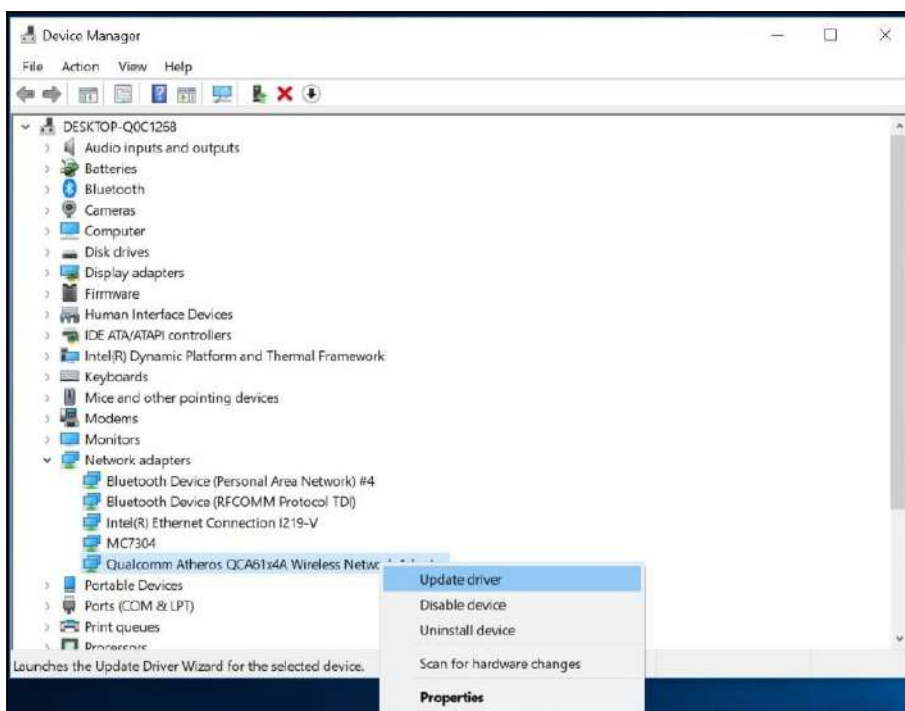 Device Manager
File Action View Help
DESKTOP-Q0C1268
Audio inputs and outputs
Batteries
Bluetooth
Cameras
Computer
Disk drives
Display adapters
Firmware
Human Interface Devices
IDE ATA/ATAPI controllers
Intel(R) Dynamic Platform and Thermal Framework
Keyboards
Mice and other pointing devices
Modems
Monitors
Network adapters
Bluetooth Device (Personal Area Network) #4
Bluetooth Device (RFCOMM Protocol TDI)
Intel(R) Ethernet Connection I219-V
MC7304
Qualcomm Atheros QCA61x4A Wireless
Portable Devices
Ports (COM & LPT)
Print queues
Processors
Launches the Update Driver Wizard for the selected device.
Update driver
Disable device
Uninstall device
Scan for hardware changes
Properties